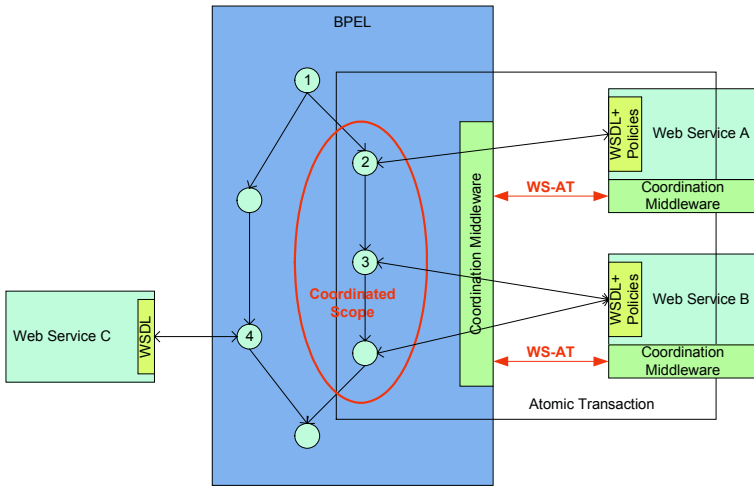 BPEL
1
2
3
4
Coordinated
Scope
Coordination Middleware
WSDL+
Policies
Web Service A
Coordination
Middleware
WS-AT
WSDL+
Policies
Web Service B
Coordination
Middleware
WS-AT
Web Service C
WSDL
Atomic Transaction